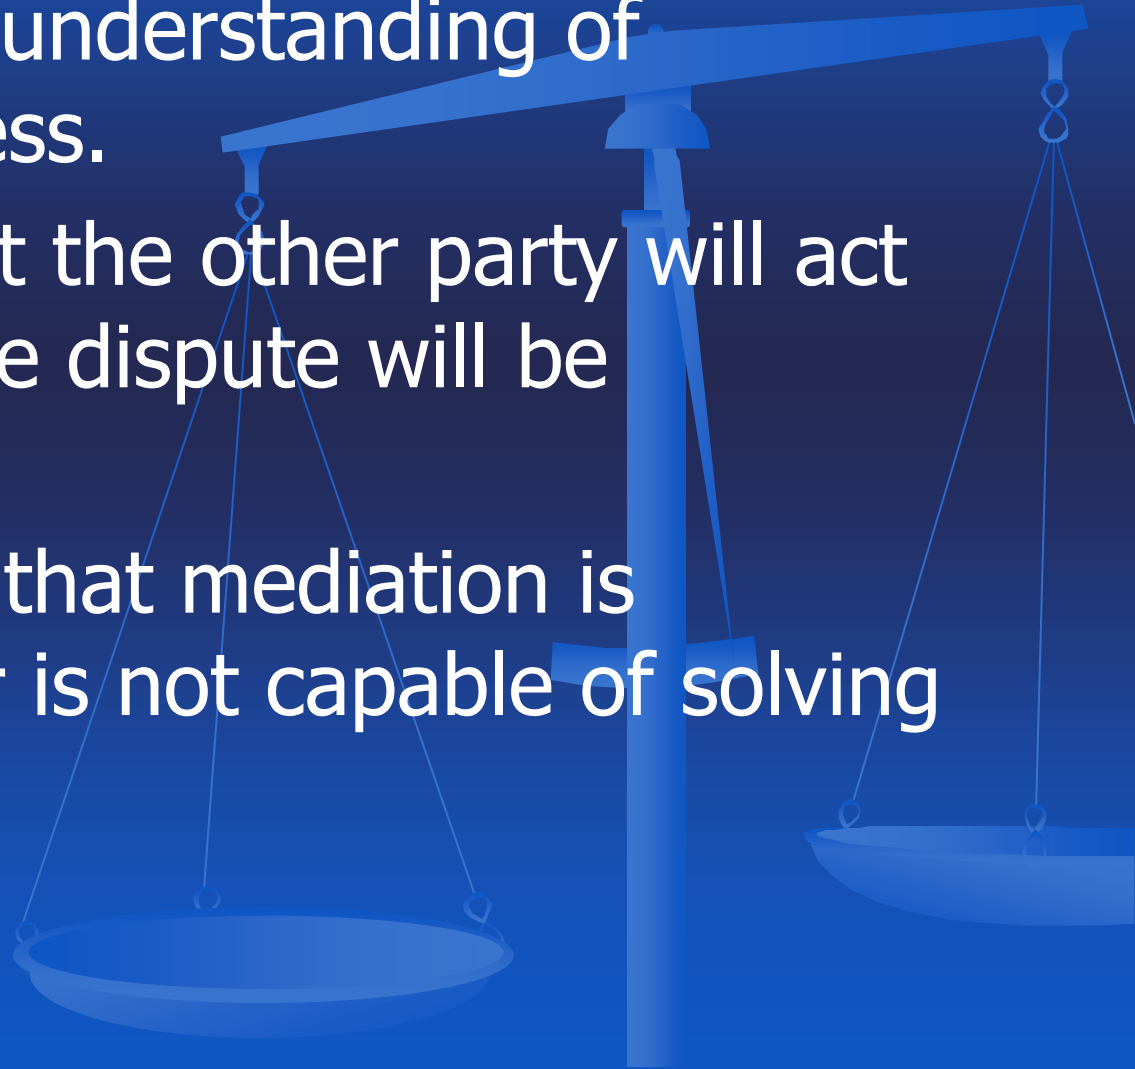 understanding of
ess.
t the other party will act
e dispute will be
that mediation is
r is not capable of solving